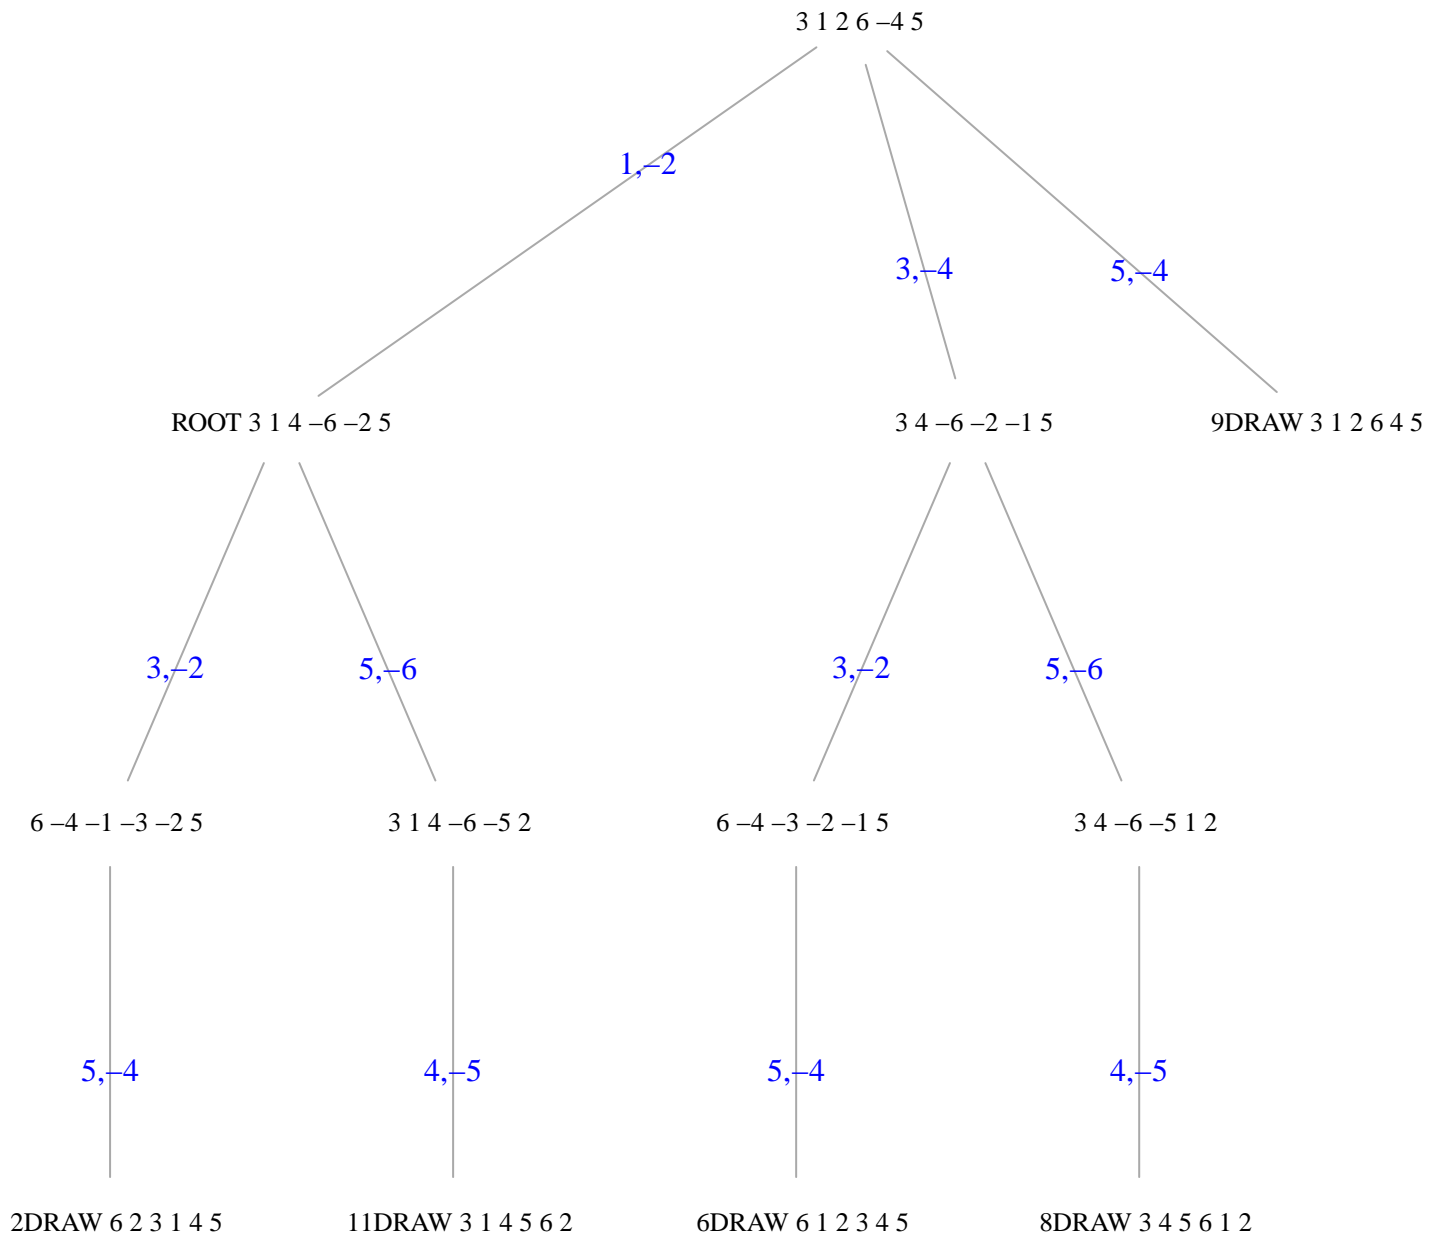 3 1 2 6 –4 5
1,–2
3,–4
5,–4
ROOT 3 1 4 –6 –2 5
3 4 –6 –2 –1 5
9DRAW 3 1 2 6 4 5
3,–2
5,–6
3,–2
5,–6
6 –4 –1 –3 –2 5
3 1 4 –6 –5 2
6 –4 –3 –2 –1 5
3 4 –6 –5 1 2
5,–4
4,–5
5,–4
4,–5
2DRAW 6 2 3 1 4 5
11DRAW 3 1 4 5 6 2
6DRAW 6 1 2 3 4 5
8DRAW 3 4 5 6 1 2